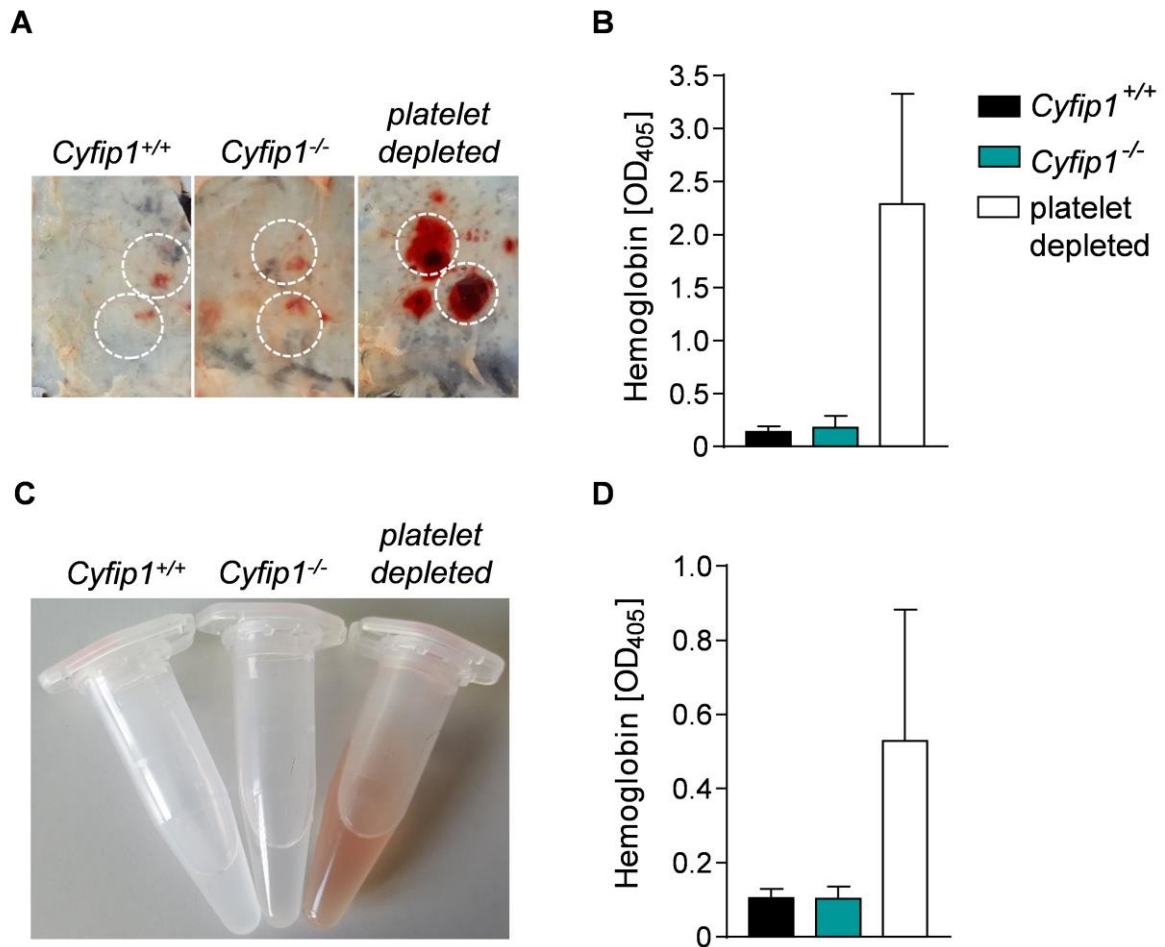 A
Cyfip1+/+
Cyfip1-/-
platelet
depleted
B
Hemoglobin [OD405]
3.5
3.0
2.5
2.0
1.5
1.0
0.5
0
Cyfip1+/+
Cyfip1-/-
platelet
depleted
C
Cyfip1+/+
Cyfip1-/-
platelet
depleted
D
Hemoglobin [OD405]
1.0
0.8
0.6
0.4
0.2
0